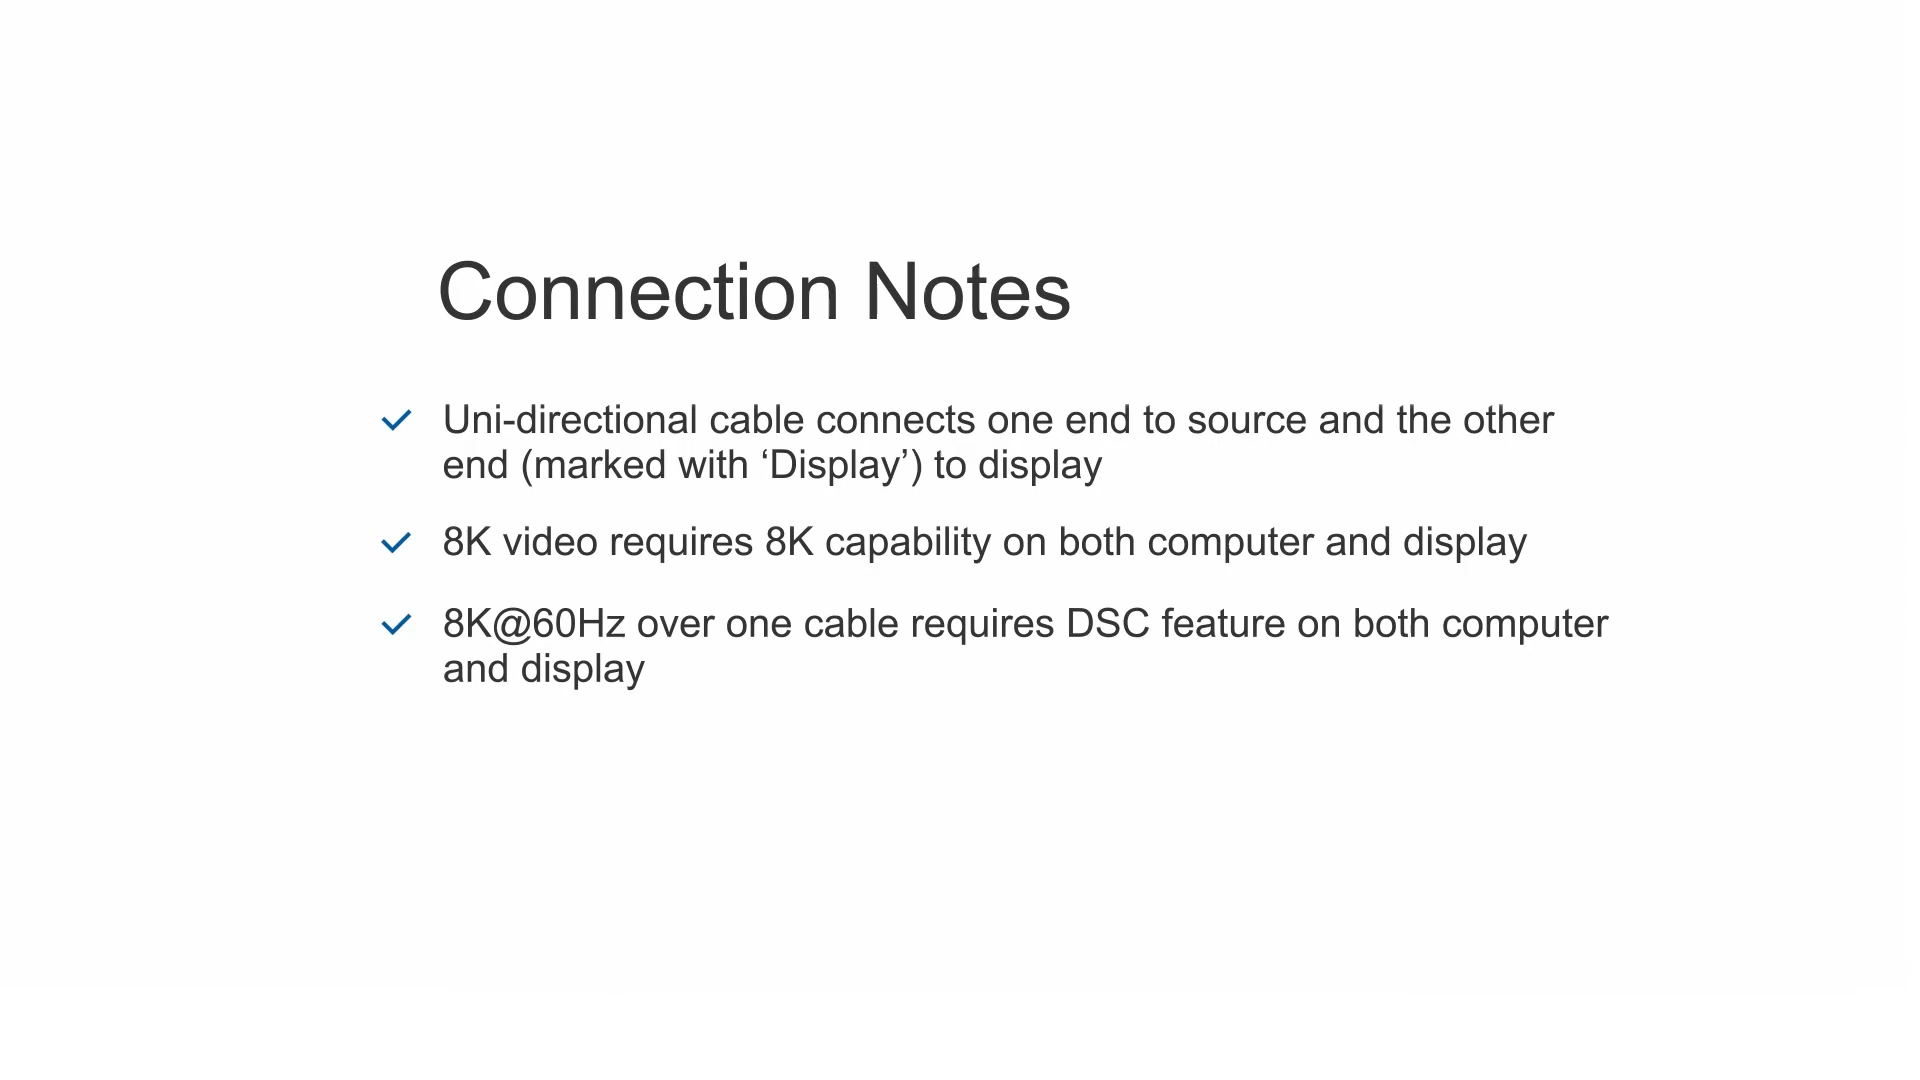 Connection Notes
Uni-directional cable connects one end to source and the other
end (marked with ‘Display’) to display
8K video requires 8K capability on both computer and display
8K@60Hz over one cable requires DSC feature on both computer
and display